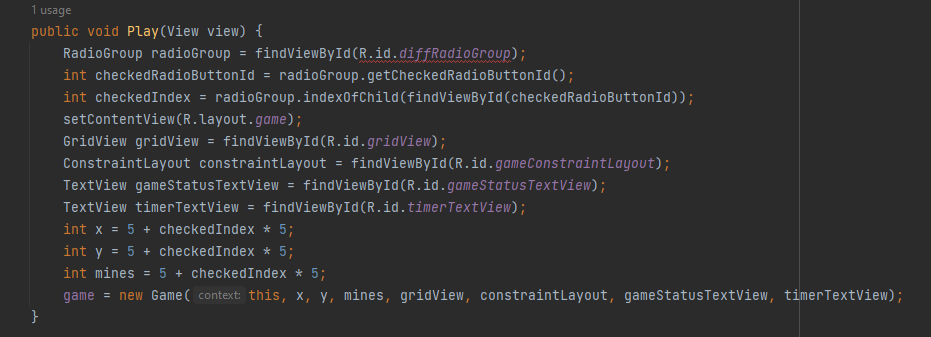 1 usage
public void Play(View view) {
    RadioGroup radioGroup = findViewById(R.id.diffRadioGroup);
    int checkedRadioButtonId = radioGroup.getCheckedRadioButtonId();
    int checkedIndex = radioGroup.indexOfChild(findViewById(checkedRadioButtonId));
    setContentView(R.layout.game);
    GridView gridView = findViewById(R.id.gridView);
    ConstraintLayout constraintLayout = findViewById(R.id.gameConstraintLayout);
    TextView gameStatusTextView = findViewById(R.id.gameStatusTextView);
    TextView timerTextView = findViewById(R.id.timerTextView);
    int x = 5 + checkedIndex * 5;
    int y = 5 + checkedIndex * 5;
    int mines = 5 + checkedIndex * 5;
    game = new Game( context: this, x, y, mines, gridView, constraintLayout, gameStatusTextView, timerTextView);
}